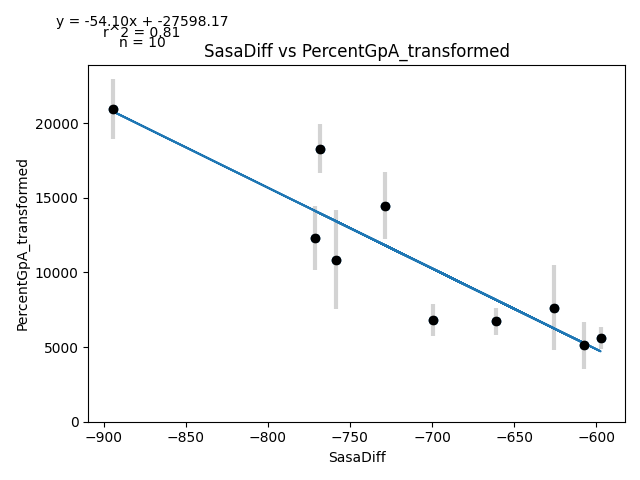 y = -54.10x + -27598.17
r^2 = 0.81
n = 10
SasaDiff vs PercentGpA_transformed
PercentGpA_transformed
20000
15000
10000
5000
0
−900 −850 −800 −750 −700 −650 −600
SasaDiff